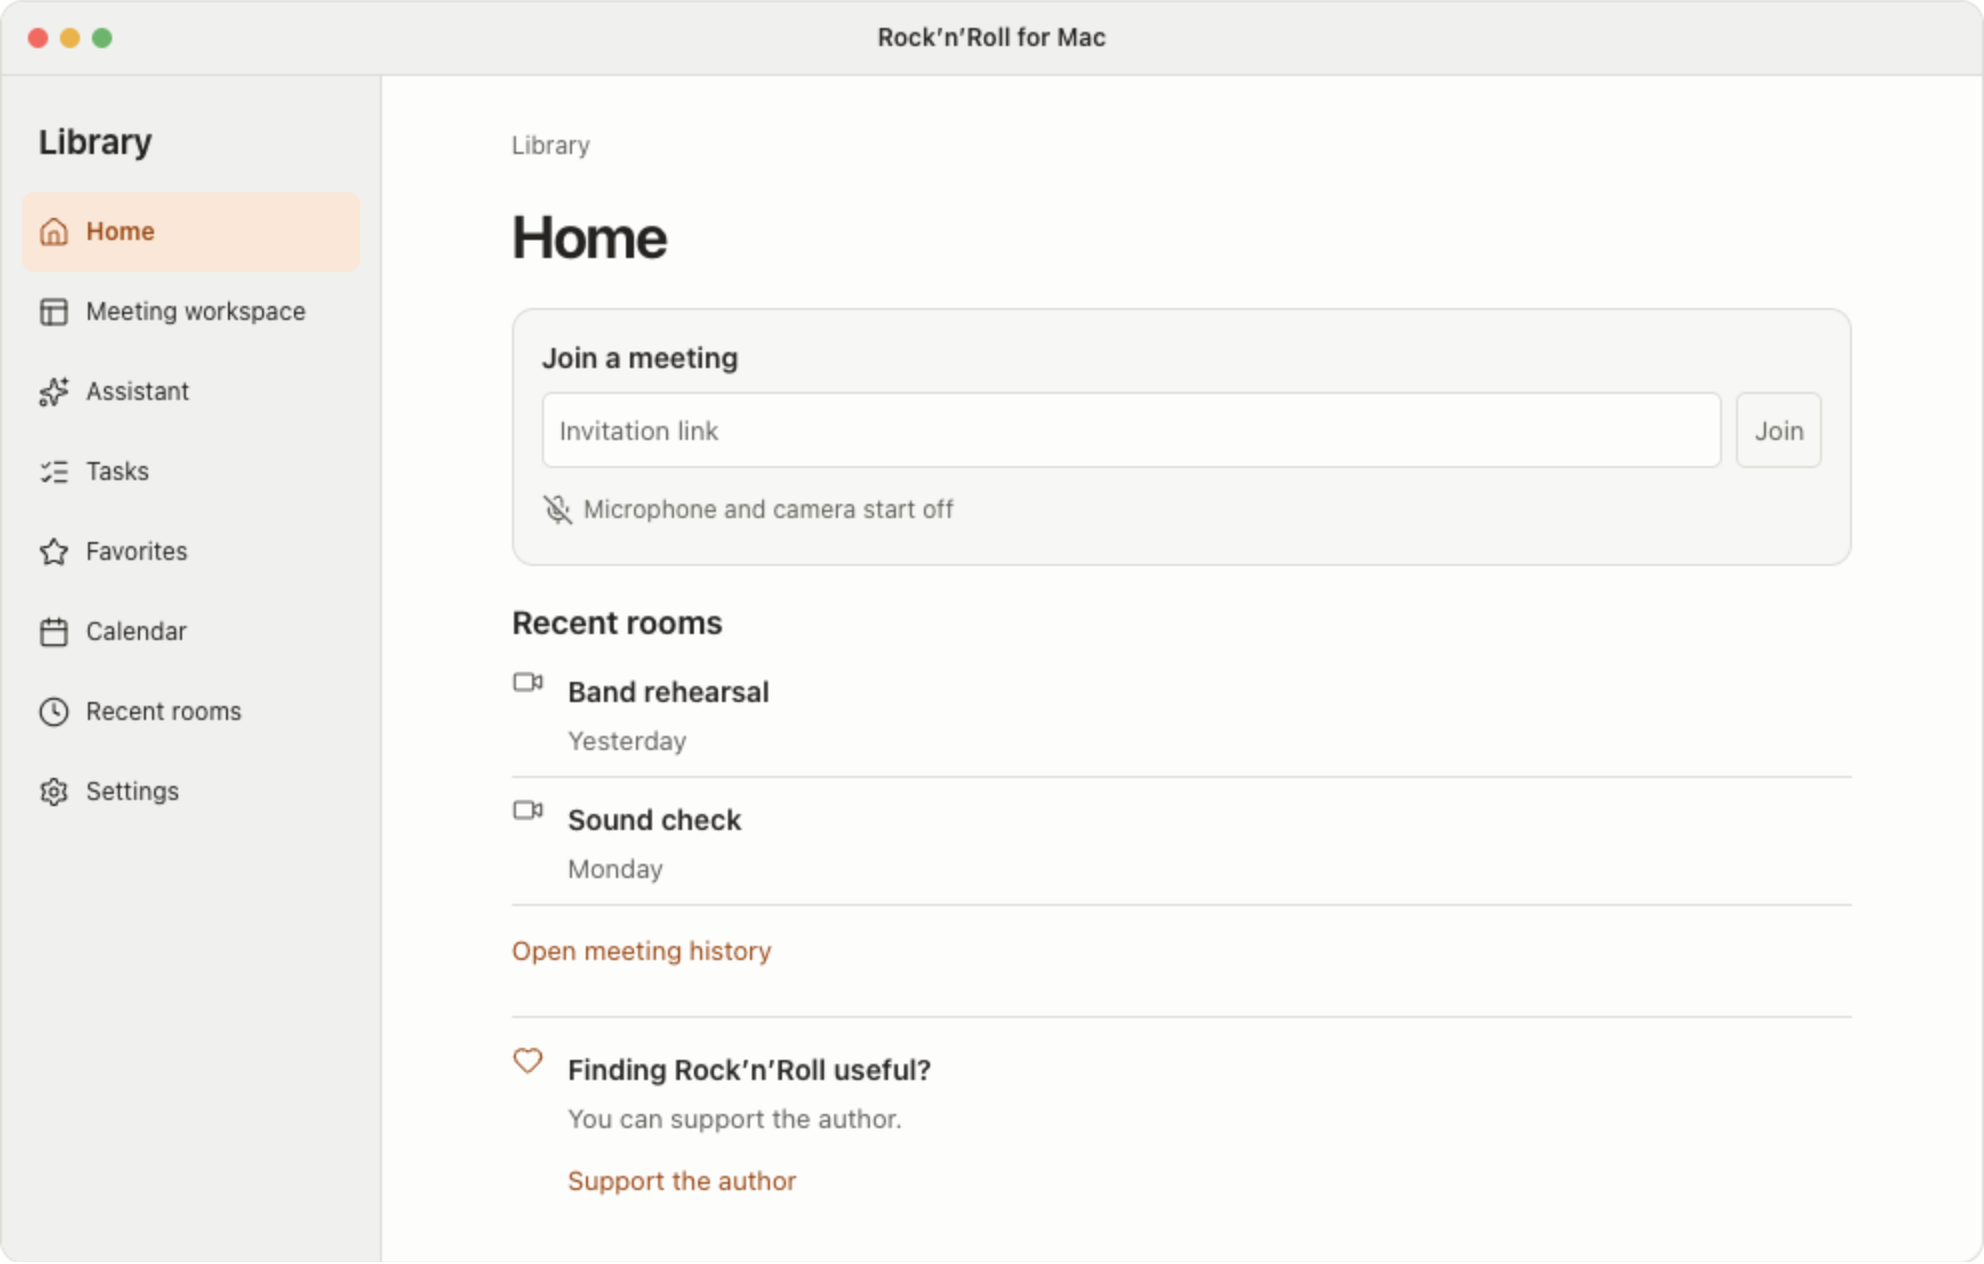 Rock’n’Roll for Mac
Library
Home
Meeting workspace
Assistant
Tasks
Favorites
Calendar
Recent rooms
Settings
Library
Home
Join a meeting
Invitation link
Join
Microphone and camera start off
Recent rooms
Band rehearsal
Yesterday
Sound check
Monday
Open meeting history
Finding Rock’n’Roll useful?
You can support the author.
Support the author